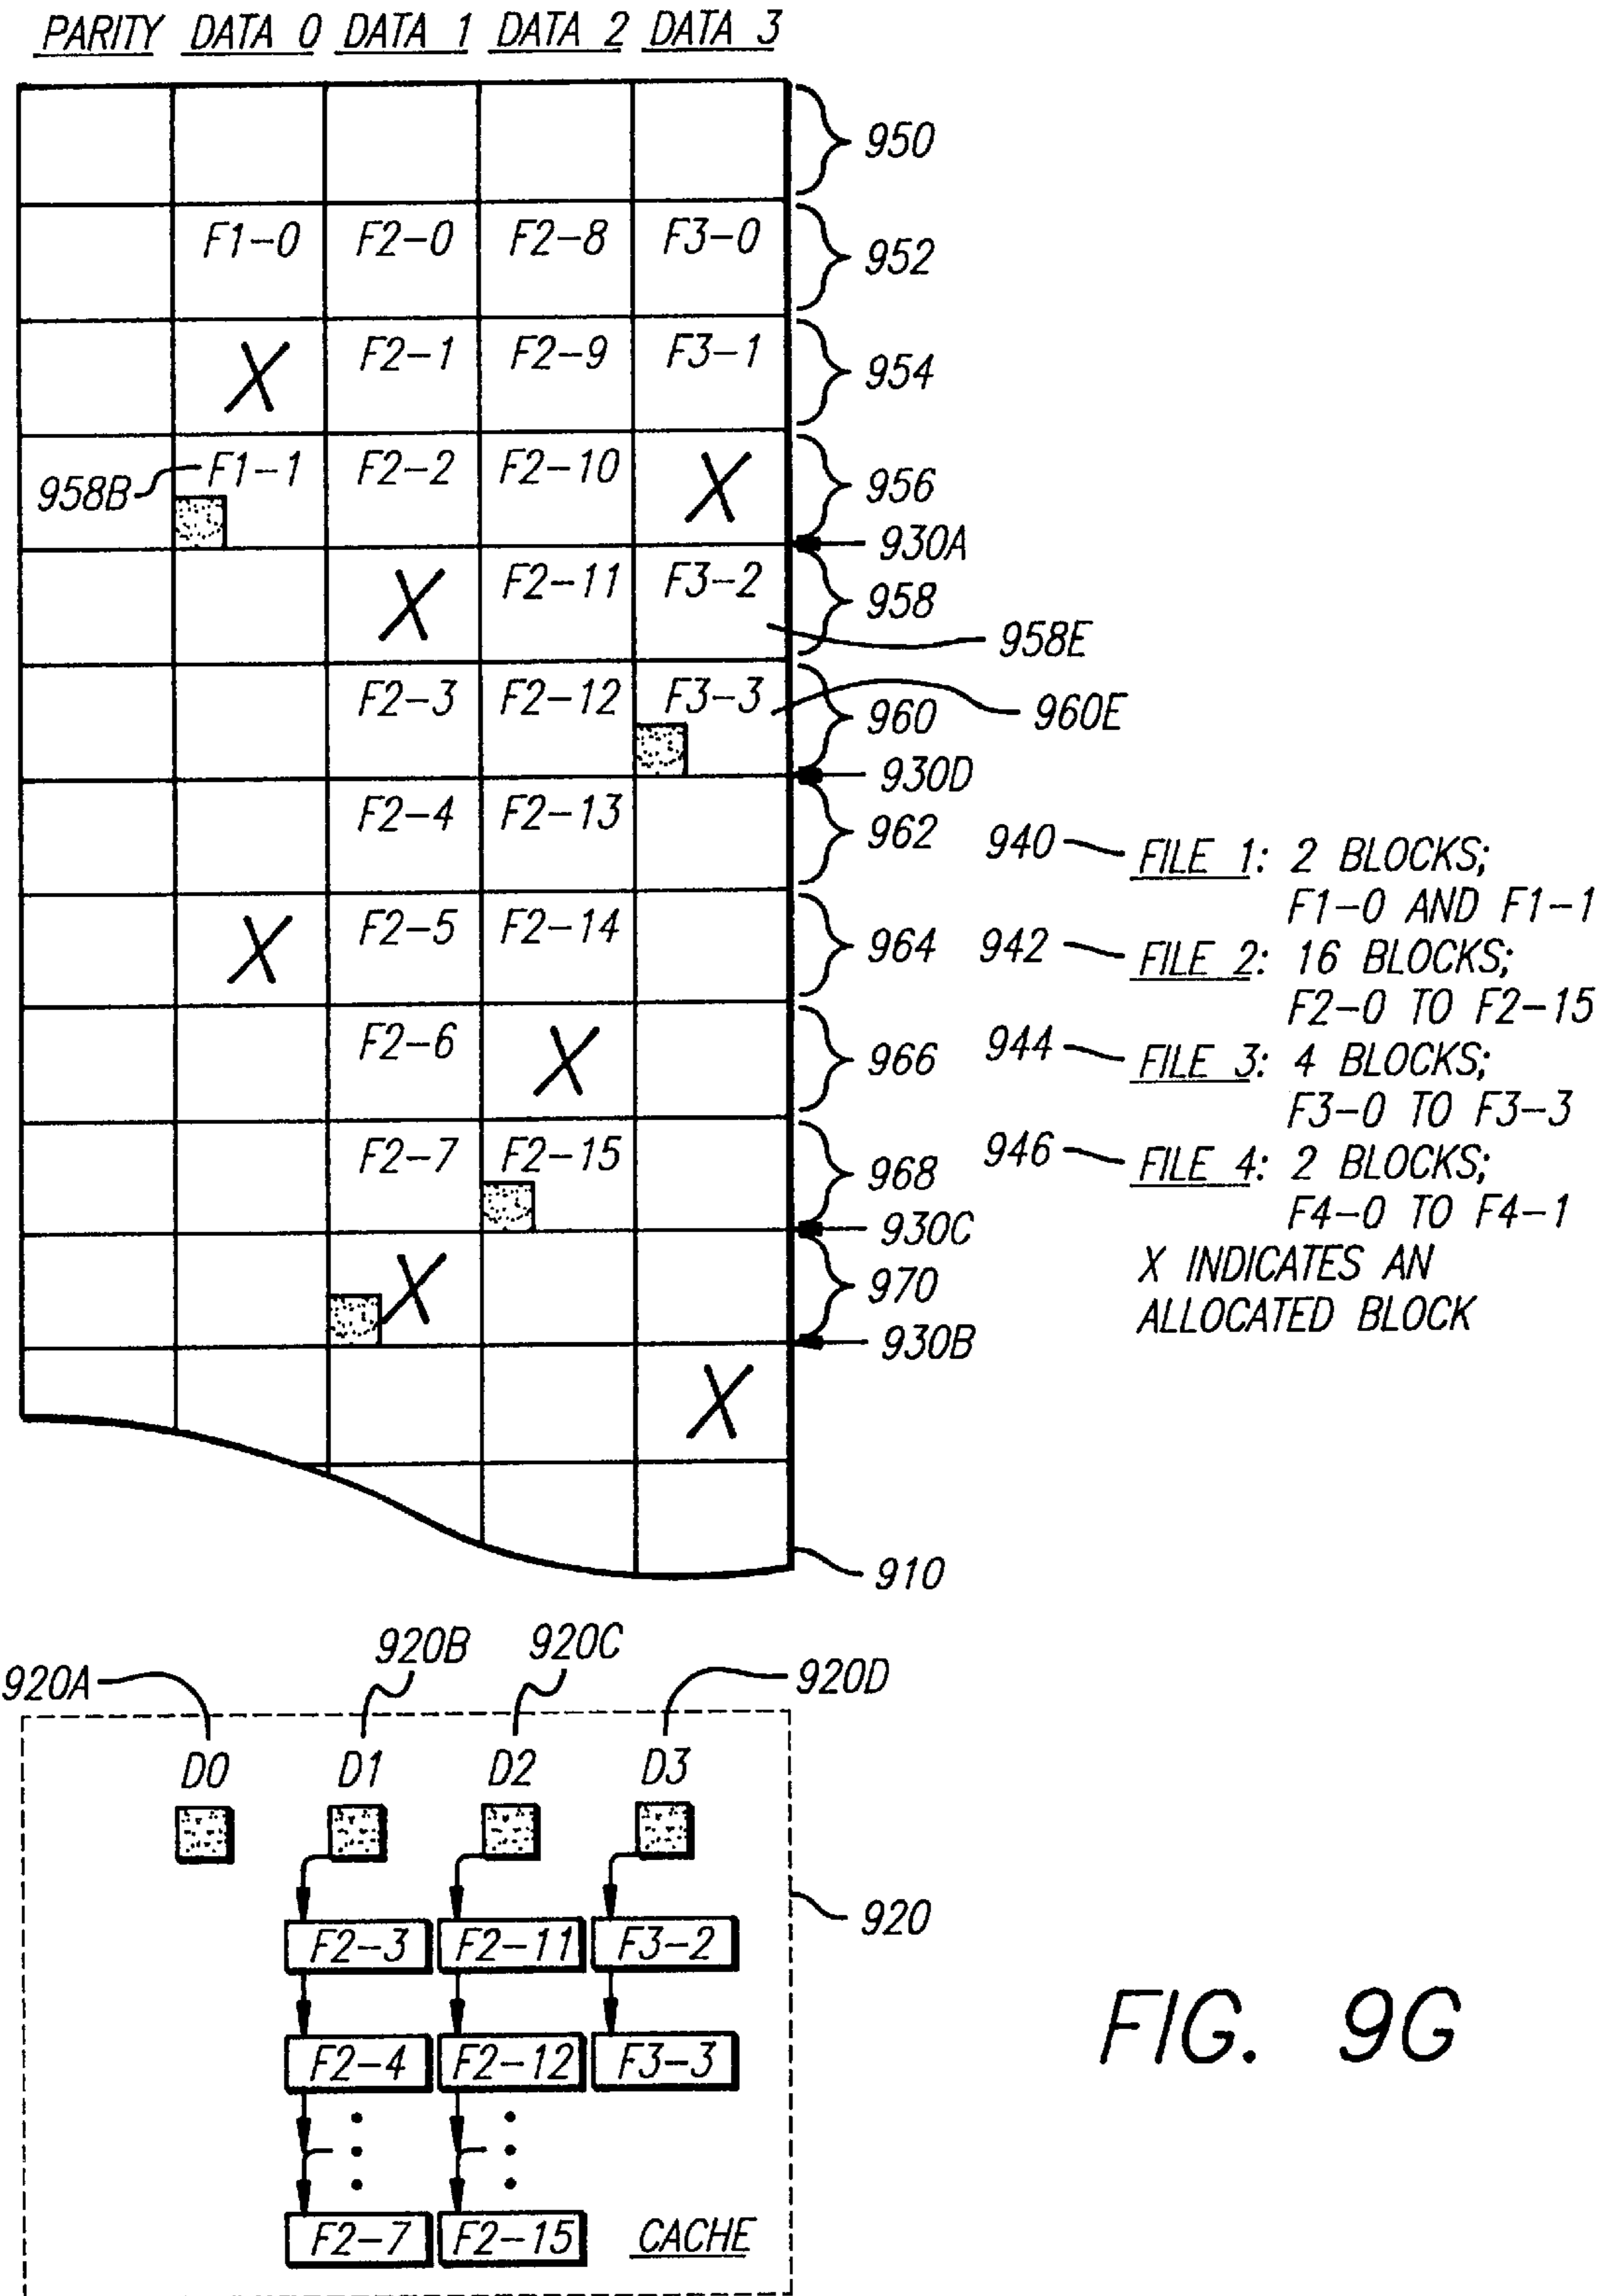 PARITY DATA 0 DATA 1 DATA 2 DATA 3
950
F1-0 F2-0 F2-8 F3-0 952
X F2-1 F2-9 F3-1 954
958B F1-1 F2-2 F2-10 X 956
930A
X F2-11 F3-2 958
958E
F2-3 F2-12 F3-3 960 960E
930D
F2-4 F2-13 962
X F2-5 F2-14 964
F2-6 X 966
F2-7 F2-15 968
930C
X 970
930B
X
910
940 FILE 1: 2 BLOCKS;
F1-0 AND F1-1
942 FILE 2: 16 BLOCKS;
F2-0 TO F2-15
944 FILE 3: 4 BLOCKS;
F3-0 TO F3-3
946 FILE 4: 2 BLOCKS;
F4-0 TO F4-1
X INDICATES AN
ALLOCATED BLOCK
920A 920B 920C 920D
D0 D1 D2 D3
920
F2-3 F2-11 F3-2
F2-4 F2-12 F3-3
F2-7 F2-15 CACHE
FIG. 9G